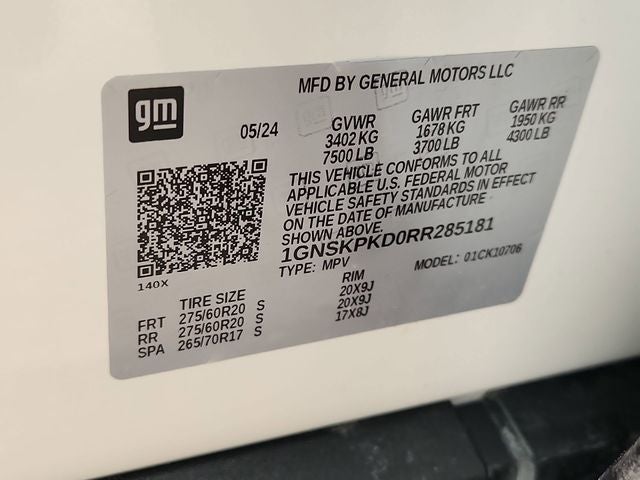 gm
MFD BY GENERAL MOTORS LLC
05/24
GVWR GAWR FRT GAWR RR
3402 KG 1678 KG 1950 KG
7500 LB 3700 LB 4300 LB
THIS VEHICLE CONFORMS TO ALL
APPLICABLE U.S. FEDERAL MOTOR
VEHICLE SAFETY STANDARDS IN EFFECT
ON THE DATE OF MANUFACTURE
SHOWN ABOVE.
1GNSKPKD0RR285181
TYPE: MPV MODEL: 01CK10706
140X
TIRE SIZE RIM
FRT 275/60R20 S 20X9J
RR 275/60R20 S 20X9J
SPA 265/70R17 S 17X8J